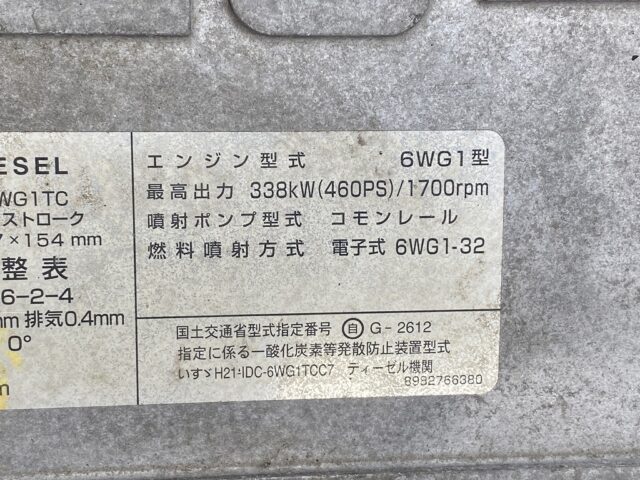 ESEL
WG1TC
ストローク
7×154 mm
整表
6-2-4
mm 排気0.4mm
0°
m
エンジン型式 6WG1型
最高出力 338kW(460PS)/1700rpm
噴射ポンプ型式 コモンレール
燃料噴射方式 電子式 6WG1-32
国土交通省型式指定番号 ㊀自 G-2612
指定に係る一酸化炭素等発散防止装置型式
いすゞH21・IDC-6WG1TCC7 ディーゼル機関
8982766380